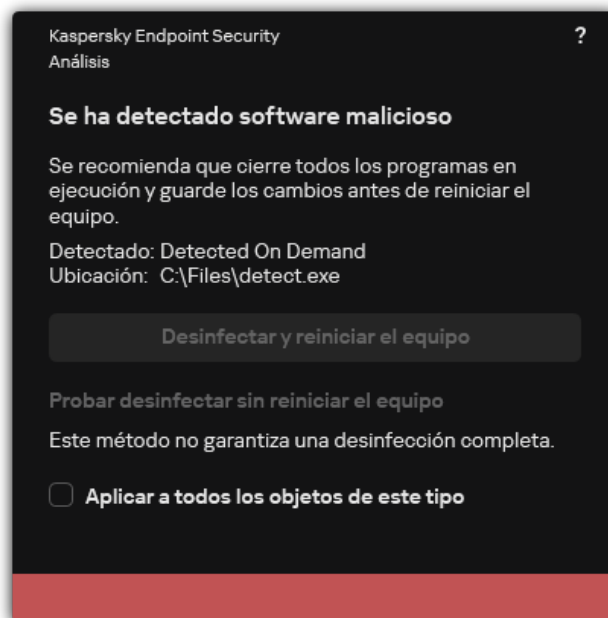 Kaspersky Endpoint Security
?
Análisis
Se ha detectado software malicioso
Se recomienda que cierre todos los programas en
ejecución y guarde los cambios antes de reiniciar el
equipo.
Detectado: Detected On Demand
Ubicación: C:\Files\detect.exe
Desinfectar y reiniciar el equipo
Probar desinfectar sin reiniciar el equipo
Este método no garantiza una desinfección completa.
Aplicar a todos los objetos de este tipo